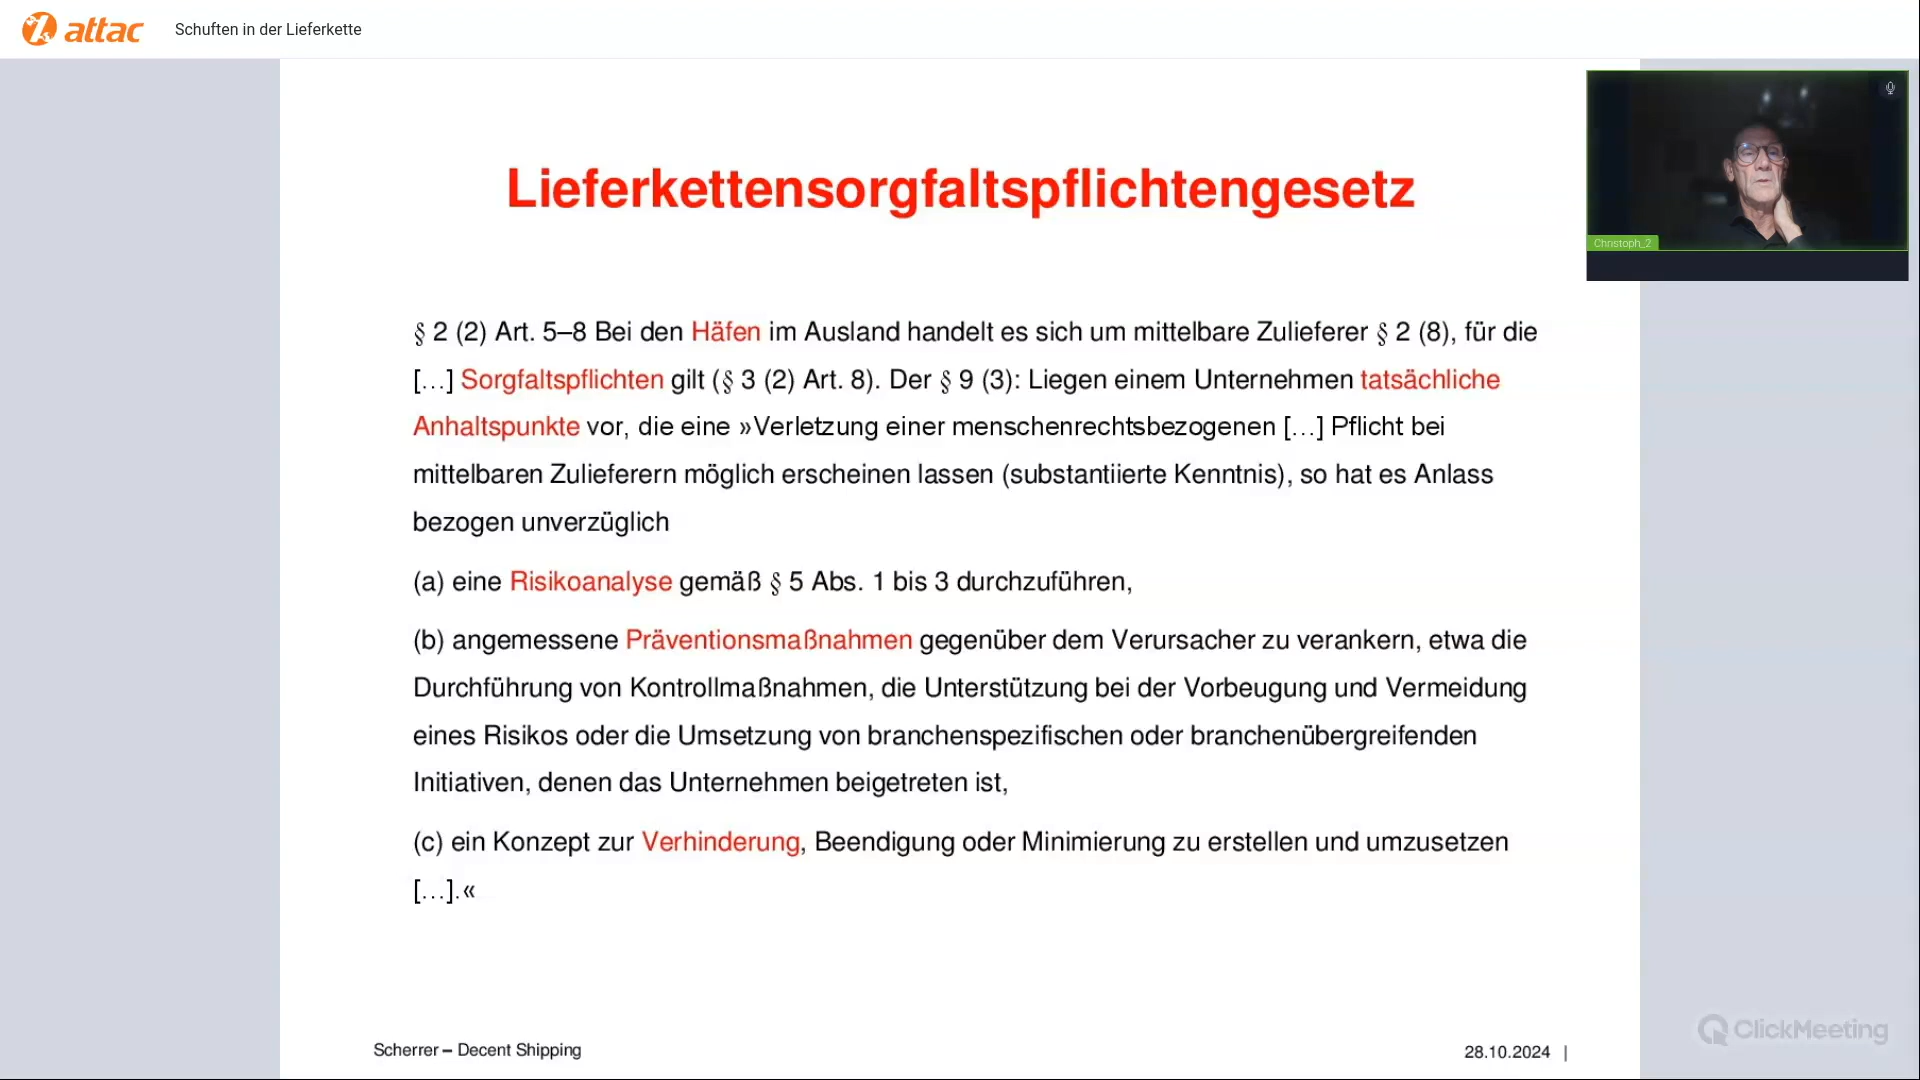 attac
Schuften in der Lieferkette
Lieferkettensorgfaltspflichtengesetz
Christoph_2
§ 2 (2) Art. 5–8 Bei den Häfen im Ausland handelt es sich um mittelbare Zulieferer § 2 (8), für die
[…] Sorgfaltspflichten gilt (§ 3 (2) Art. 8). Der § 9 (3): Liegen einem Unternehmen tatsächliche
Anhaltspunkte vor, die eine »Verletzung einer menschenrechtsbezogenen […] Pflicht bei
mittelbaren Zulieferern möglich erscheinen lassen (substantiierte Kenntnis), so hat es Anlass
bezogen unverzüglich
(a) eine Risikoanalyse gemäß § 5 Abs. 1 bis 3 durchzuführen,
(b) angemessene Präventionsmaßnahmen gegenüber dem Verursacher zu verankern, etwa die
Durchführung von Kontrollmaßnahmen, die Unterstützung bei der Vorbeugung und Vermeidung
eines Risikos oder die Umsetzung von branchenspezifischen oder branchenübergreifenden
Initiativen, denen das Unternehmen beigetreten ist,
(c) ein Konzept zur Verhinderung, Beendigung oder Minimierung zu erstellen und umzusetzen
[…].«
Scherrer – Decent Shipping
28.10.2024 |
ClickMeeting